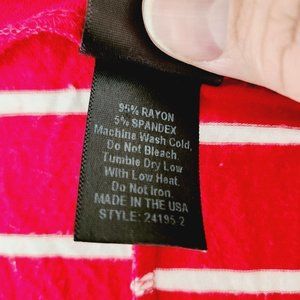 95% RAYON
5% SPANDEX
Machine Wash Cold,
Do Not Bleach.
Tumble Dry Low
With Low Heat.
Do Not Iron.
MADE IN THE USA
STYLE: 24195-2